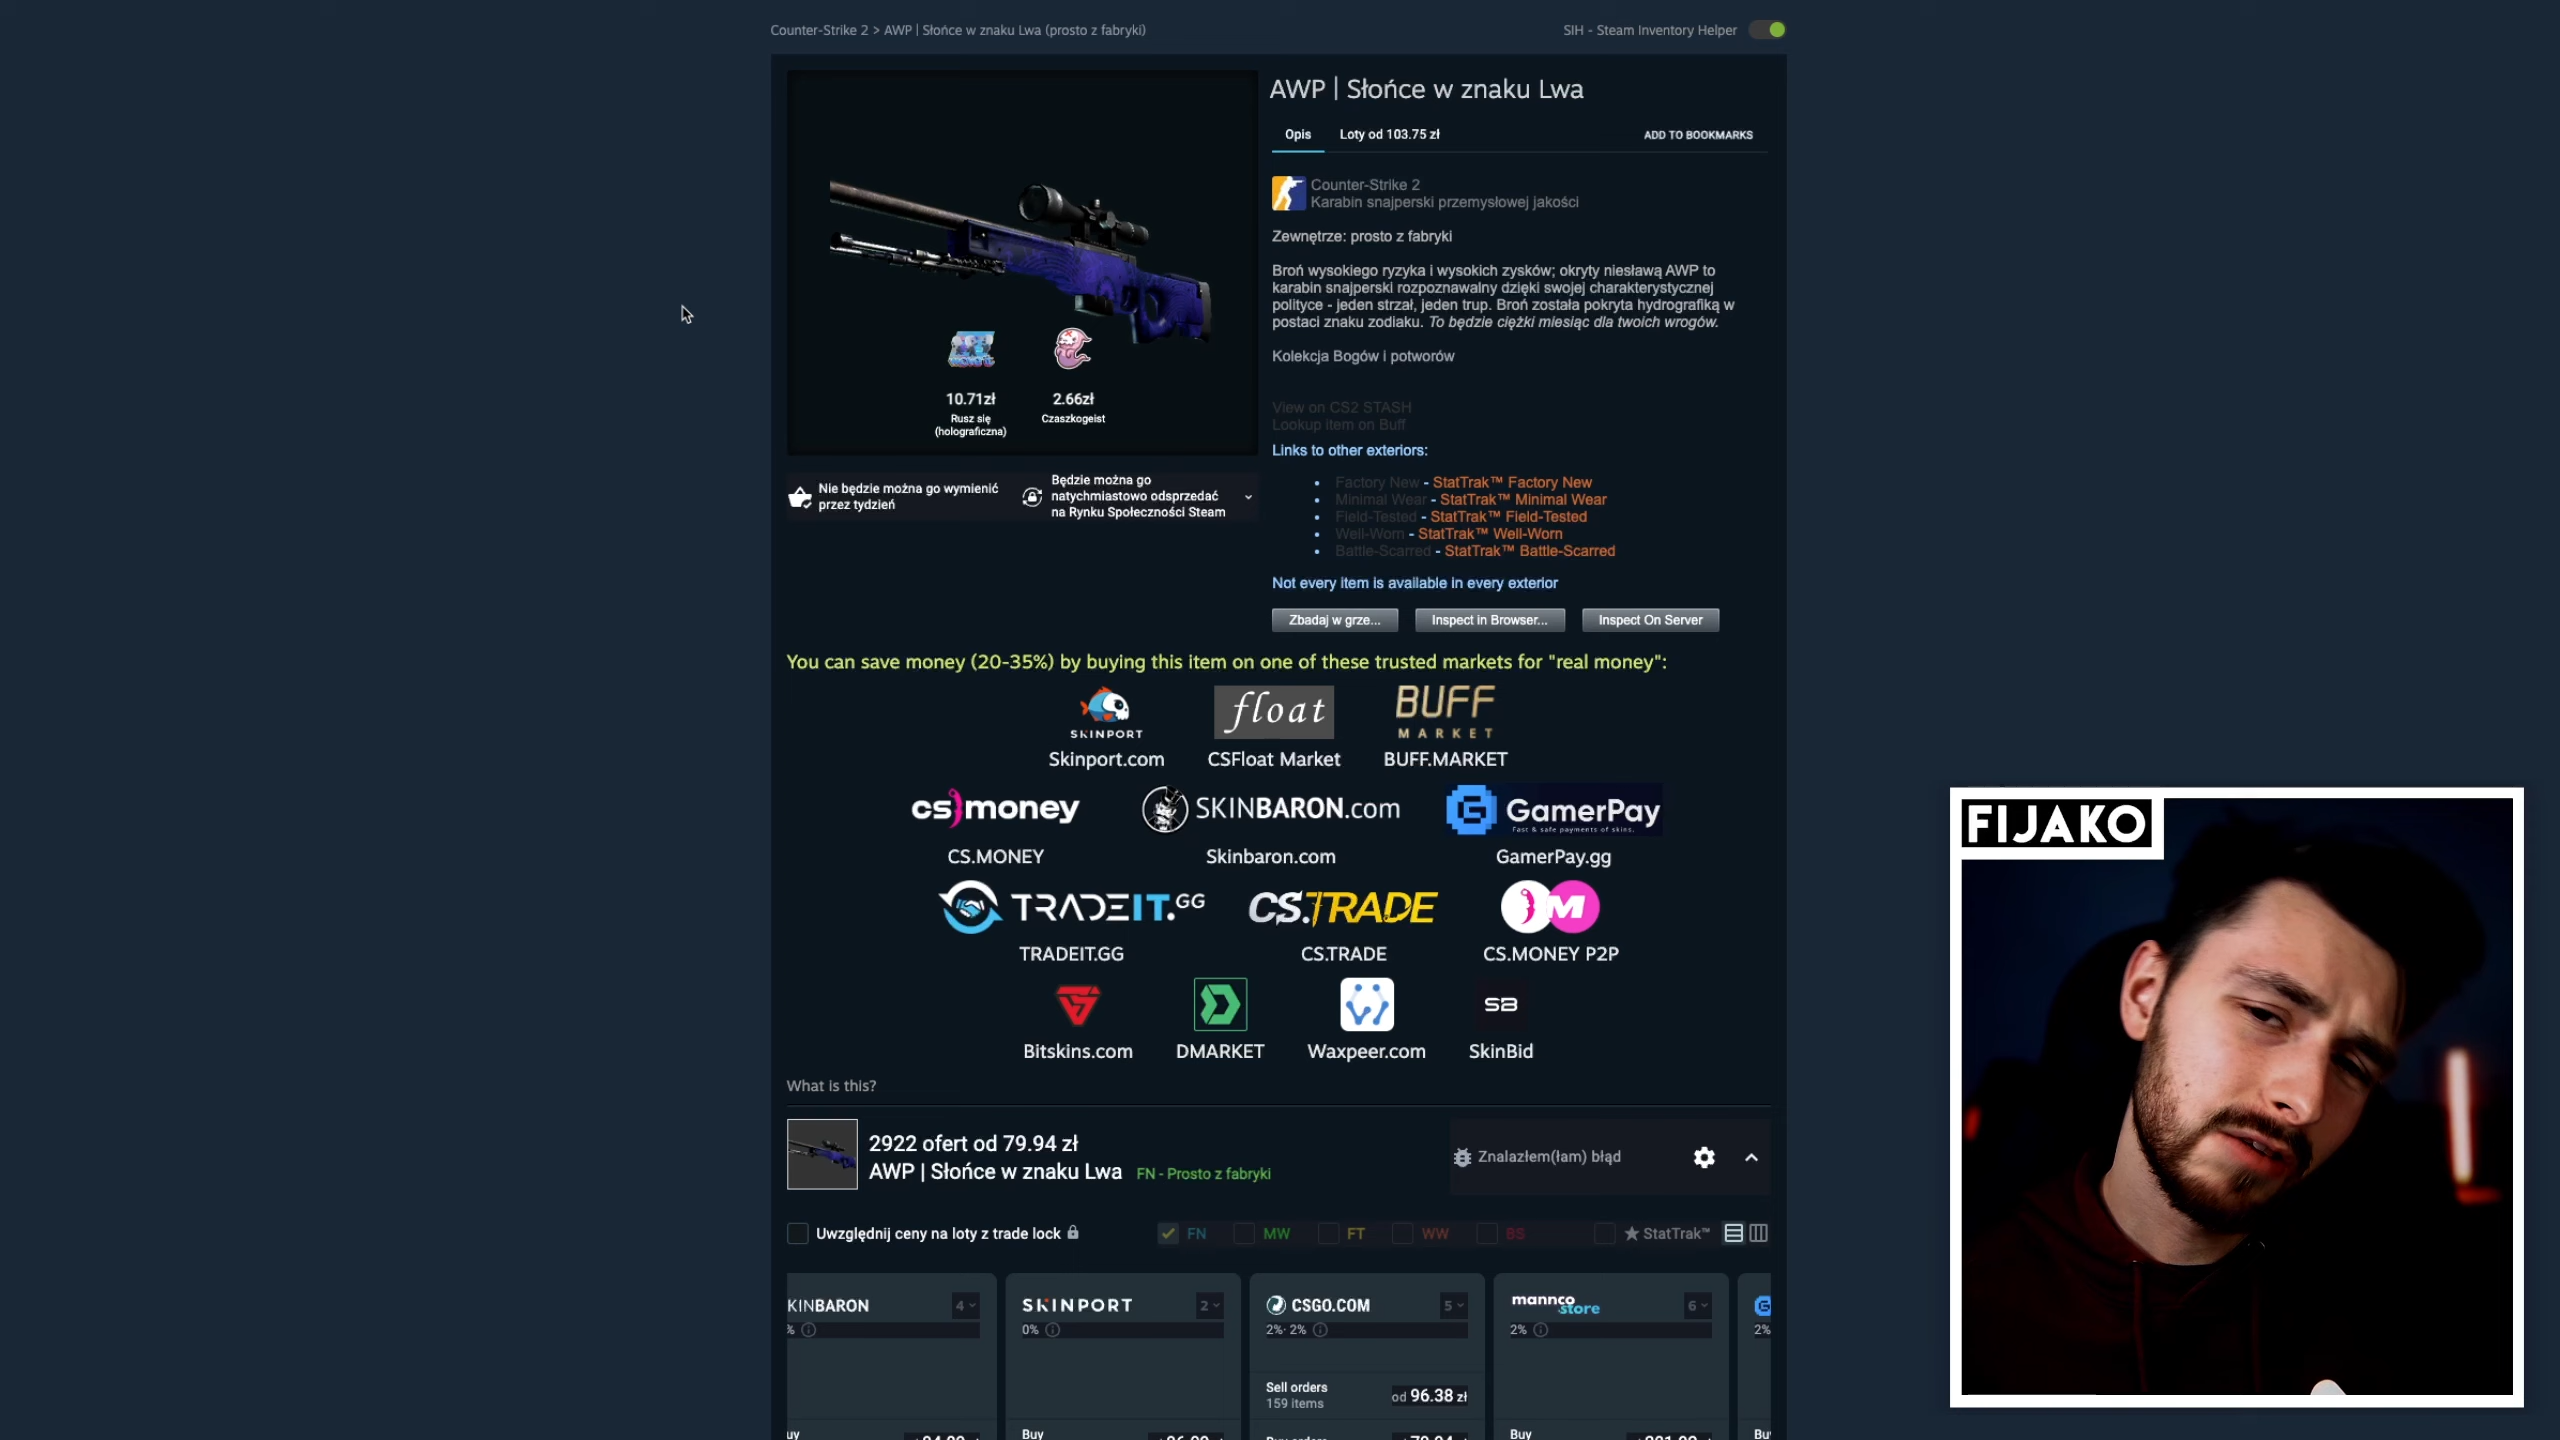 Counter-Strike 2 > AWP | Słońce w znaku Lwa (prosto z fabryki)
SIH - Steam Inventory Helper
AWP | Słońce w znaku Lwa
Opis
Loty od 103.75 zł
ADD TO BOOKMARKS
Counter-Strike 2
Karabin snajperski przemysłowej jakości
Zewnętrze: prosto z fabryki
Broń wysokiego ryzyka i wysokich zysków; okryty niesławą AWP to
karabin snajperski rozpoznawalny dzięki swojej charakterystycznej
polityce - jeden strzał, jeden trup. Broń została pokryta hydrografiką w
postaci znaku zodiaku. To będzie ciężki miesiąc dla twoich wrogów.
Kolekcja Bogów i potworów
10.71zł
Rusz się
(holograficzna)
2.66zł
Czaszkogeist
View on CS2 STASH
Lookup item on Buff
Links to other exteriors:
Factory New - StatTrak™ Factory New
Minimal Wear - StatTrak™ Minimal Wear
Field-Tested - StatTrak™ Field-Tested
Well-Worn - StatTrak™ Well-Worn
Battle-Scarred - StatTrak™ Battle-Scarred
Nie będzie można go wymienić
przez tydzień
Będzie można go
natychmiastowo odsprzedać
na Rynku Społeczności Steam
Not every item is available in every exterior
Zbadaj w grze...
Inspect in Browser...
Inspect On Server
You can save money (20-35%) by buying this item on one of these trusted markets for "real money":
SKINPORT
float
BUFF
MARKET
Skinport.com
CSFloat Market
BUFF.MARKET
cs money
SKINBARON.com
GamerPay
Fast & safe payments of skins.
CS.MONEY
Skinbaron.com
GamerPay.gg
TRADEIT.GG
CS.TRADE
M
TRADEIT.GG
CS.TRADE
CS.MONEY P2P
SB
Bitskins.com
DMARKET
Waxpeer.com
SkinBid
What is this?
2922 ofert od 79.94 zł
AWP | Słońce w znaku Lwa FN - Prosto z fabryki
Znalazłem(łam) błąd
Uwzględnij ceny na loty z trade lock
FN
MW
FT
WW
BS
★ StatTrak™
KINBARON
4
%
SKINPORT
2
0%
CSGO.COM
5
2%· 2%
mannco
store
6
2%
2%
Sell orders
159 items
od 96.38 zł
Buy
Buy
FIJAKO